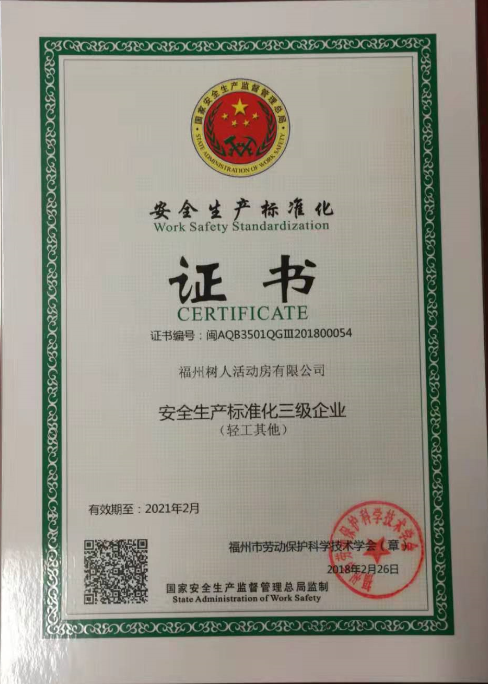 国家安全生产监督管理总局
STATE ADMINISTRATION OF WORK SAFETY
安全生产标准化
Work Safety Standardization
证书
CERTIFICATE
证书编号：闽AQB3501QGⅢ201800054
福州树人活动房有限公司
安全生产标准化三级企业
（轻工其他）
有效期至：2021年2月
福州市劳动保护科学技术学会（章）
2018年2月26日
国家安全生产监督管理总局监制
State Administration of Work Safety